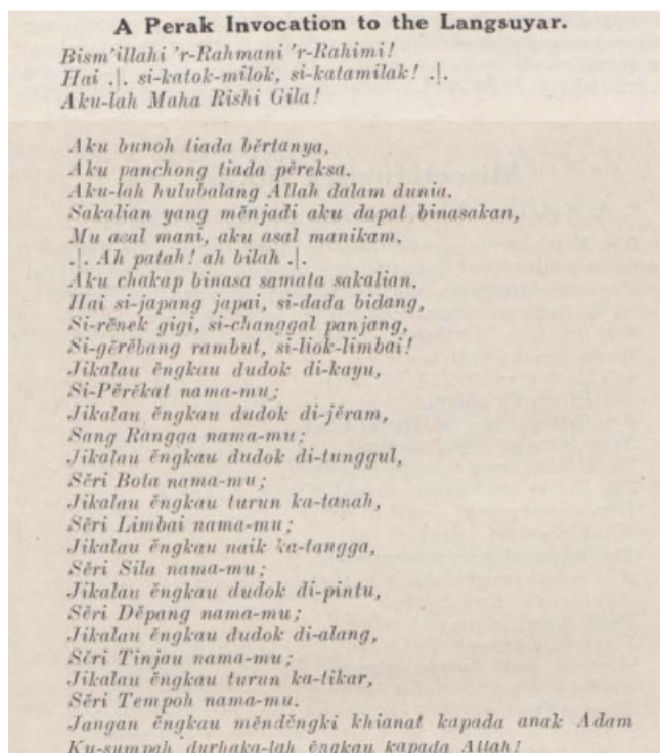 A Perak Invocation to the Langsuyar.
Bism'illahi 'r-Rahmani 'r-Rahimi!
Hai .|. si-katok-milok, si-katamilak! .|.
Aku-lah Maha Rishi Gila!
Aku bunoh tiada bĕrtanya,
Aku panchong tiada pĕreksa.
Aku-lah hulubalang Allah dalam dunia.
Sakalian yang mĕnjadi aku dapat binasakan,
Mu asal mani, aku asal manikam.
.|. Ah patah! ah bilah .|.
Aku chakap binasa samata sakalian.
Hai si-japang japai, si-dada bidang,
Si-rĕnek gigi, si-changgal panjang,
Si-gĕrĕbang rambut, si-liok-limbai!
Jikalau ĕngkau dudok di-kayu,
Si-Pĕrĕkat nama-mu;
Jikalau ĕngkau dudok di-jĕram,
Sang Rangga nama-mu;
Jikalau ĕngkau dudok di-tunggul,
Sĕri Bota nama-mu;
Jikalau ĕngkau turun ka-tanah,
Sĕri Limbai nama-mu;
Jikalau ĕngkau naik ka-tangga,
Sĕri Sila nama-mu;
Jikalau ĕngkau dudok di-pintu,
Sĕri Dĕpang nama-mu;
Jikalau ĕngkau dudok di-alang,
Sĕri Tinjau nama-mu;
Jikalau ĕngkau turun ka-tikar,
Sĕri Tempoh nama-mu.
Jangan ĕngkau mĕndĕngki khianat kapada anak Adam
Ku-sumpah durhaka-lah ĕngkau kapada Allah!